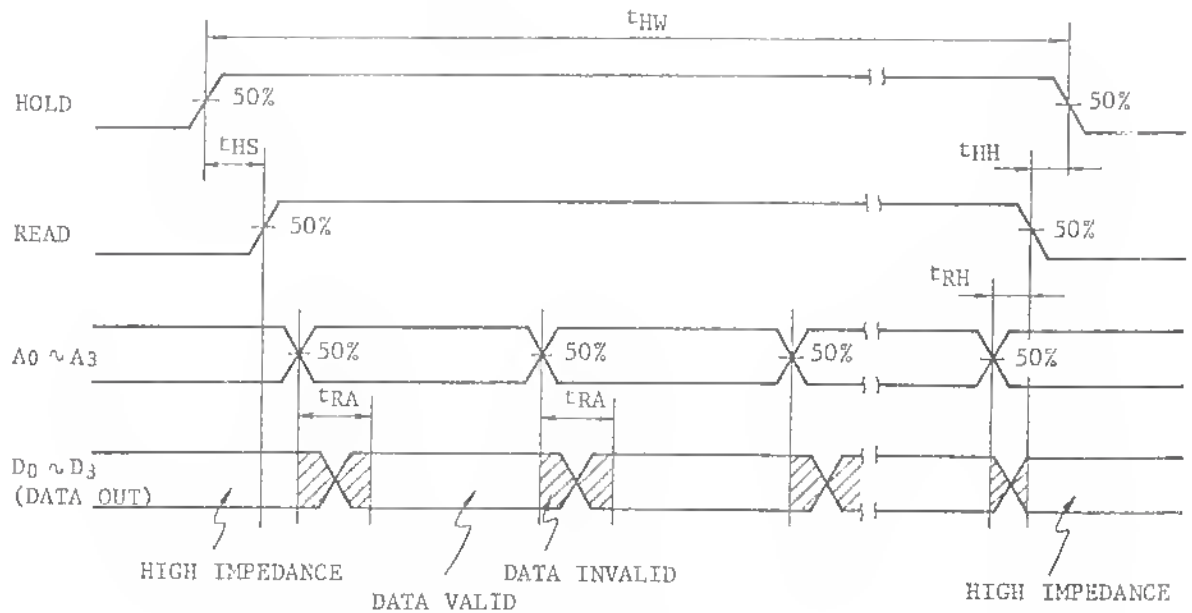 tHW
HOLD 50% 50%
tHS tHH
READ 50% 50%
tRH
A0 ~ A3 50% 50% 50% 50%
tRA tRA
D0 ~ D3
(DATA OUT)
HIGH IMPEDANCE DATA INVALID HIGH IMPEDANCE
DATA VALID